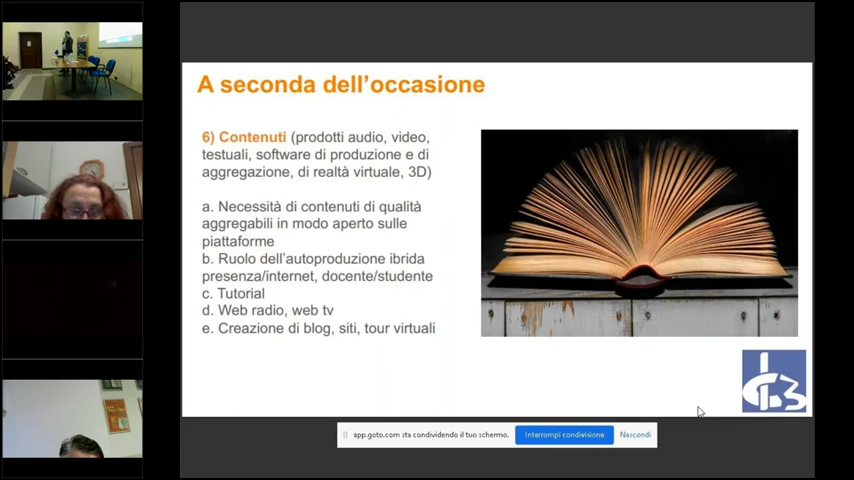 A seconda dell'occasione
6) Contenuti (prodotti audio, video,
testuali, software di produzione e di
aggregazione, di realtà virtuale, 3D)
a. Necessità di contenuti di qualità
aggregabili in modo aperto sulle
piattaforme
b. Ruolo dell'autoproduzione ibrida
presenza/internet, docente/studente
c. Tutorial
d. Web radio, web tv
e. Creazione di blog, siti, tour virtuali
app.goto.com sta condividendo il tuo schermo.
Interrompi condivisione
Nascondi